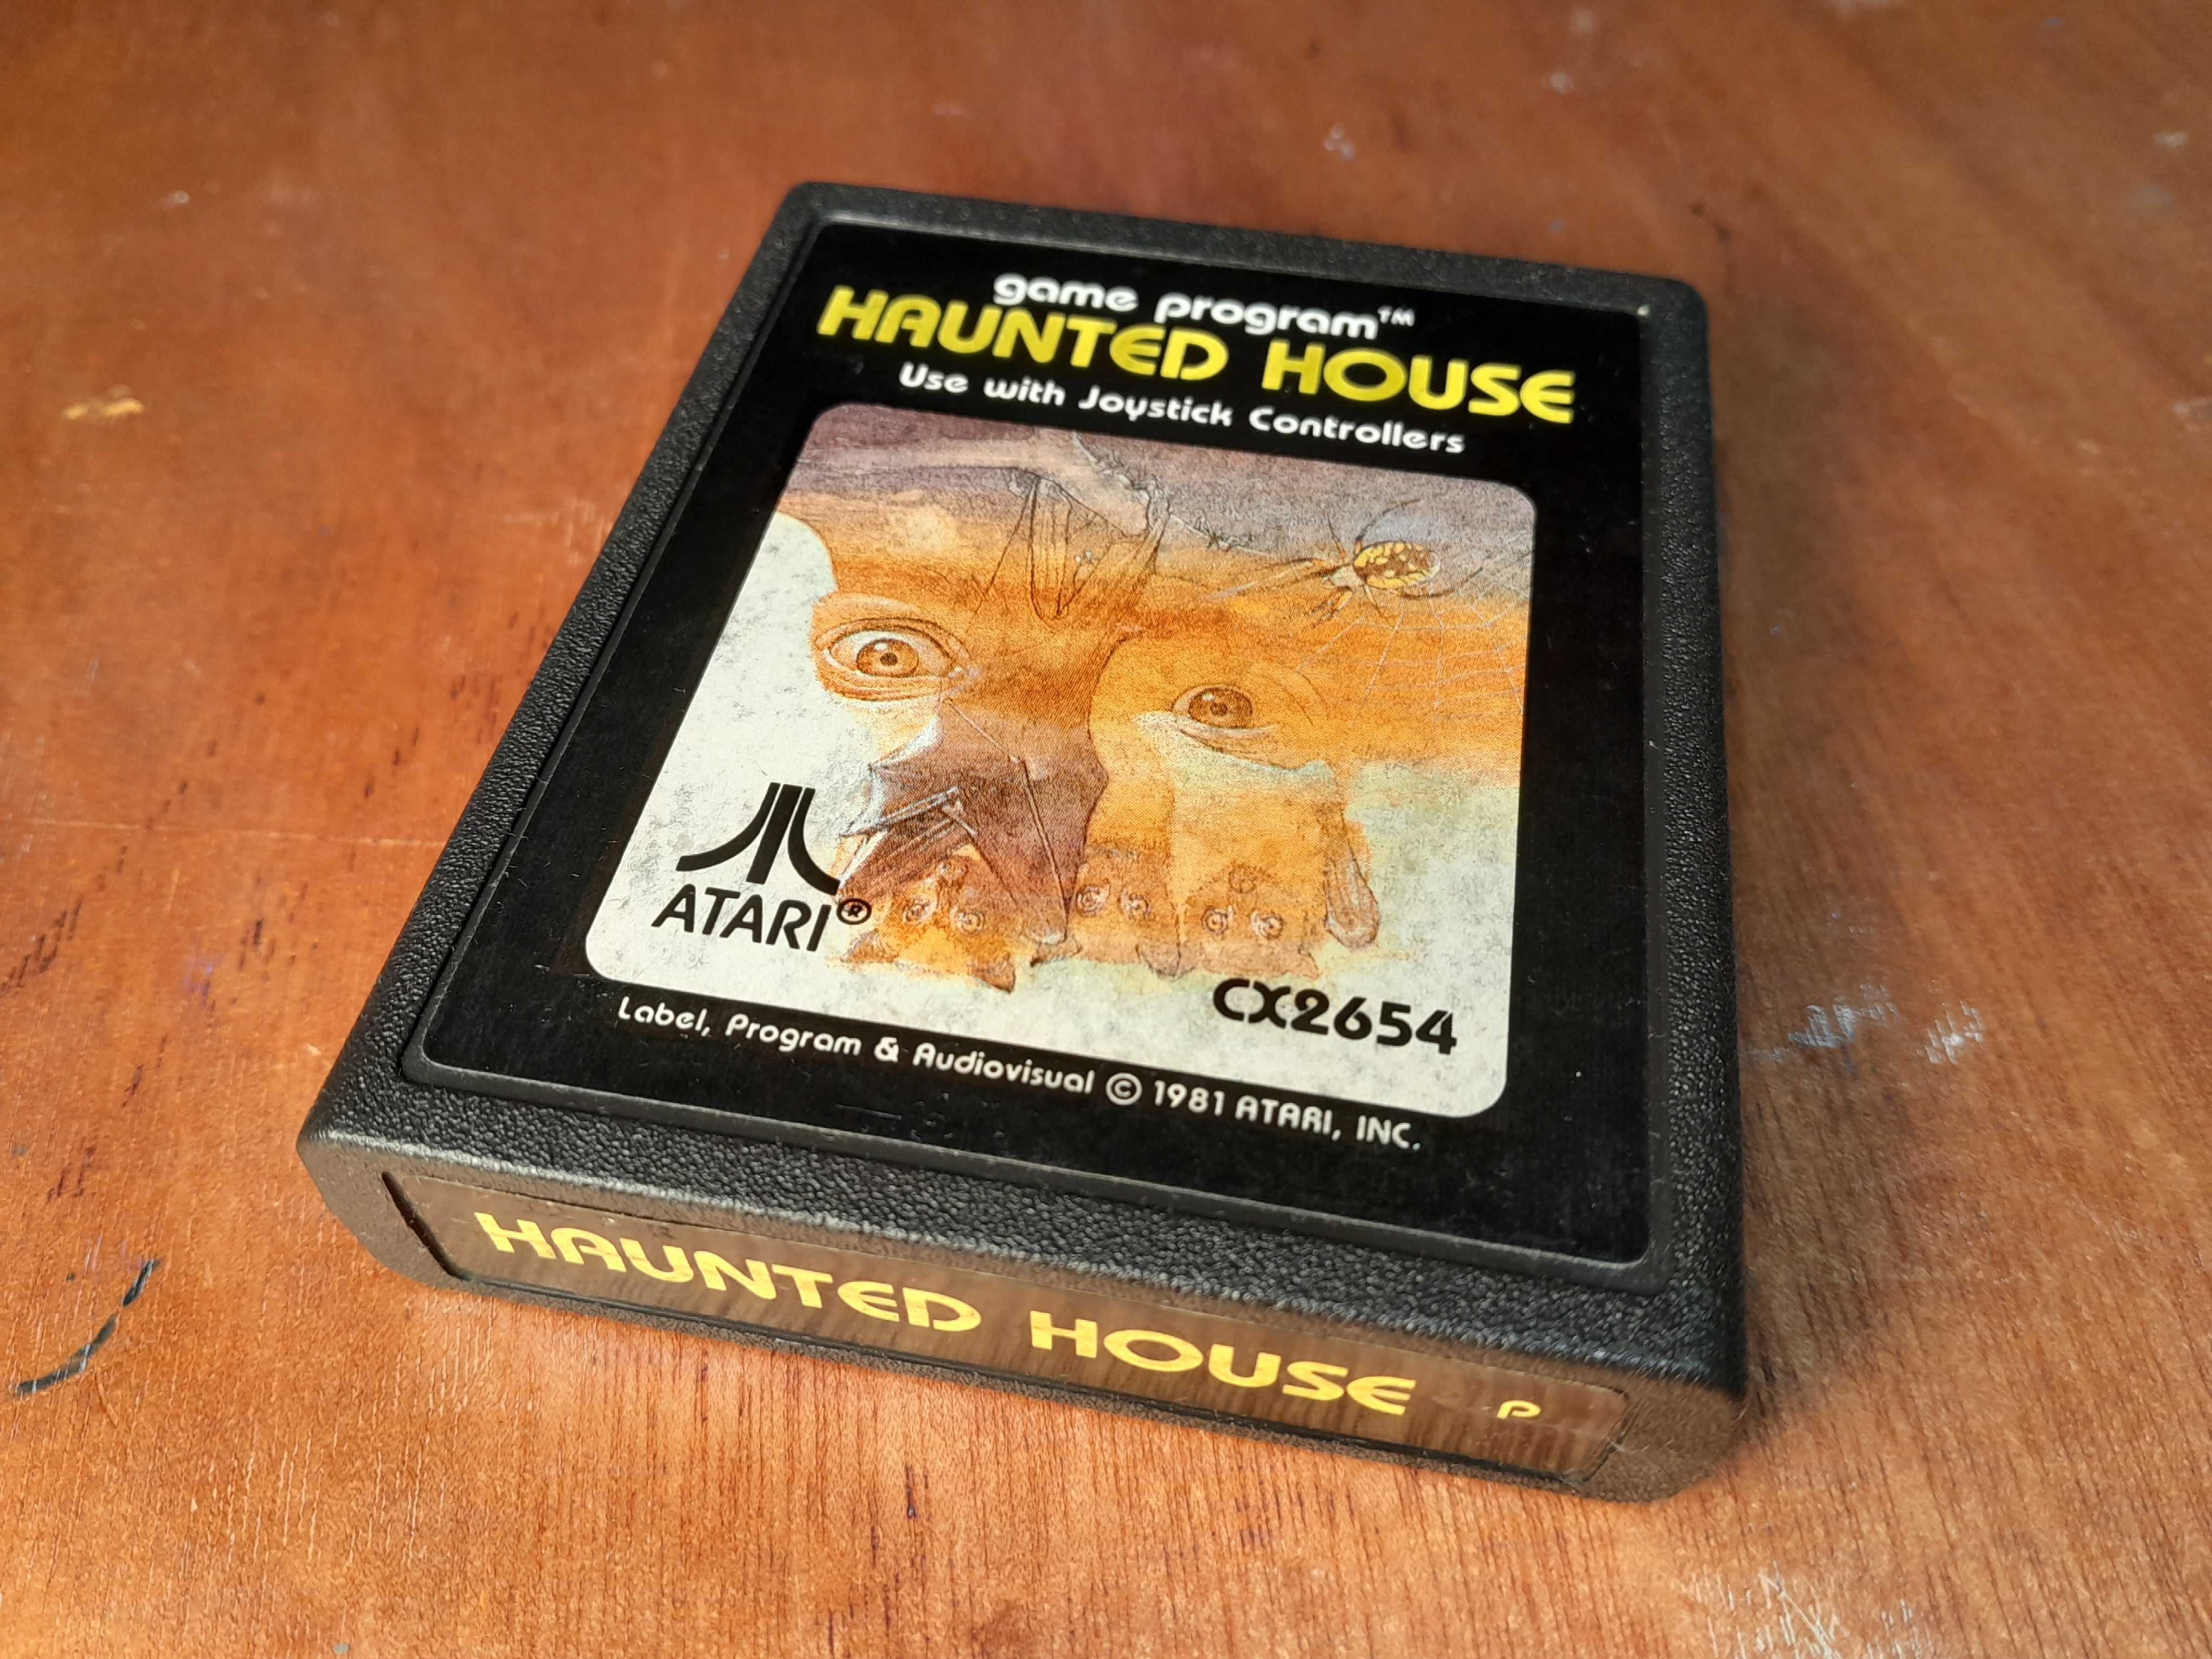 game program™
HAUNTED HOUSE
Use with Joystick Controllers
ATARI®
CX2654
Label, Program & Audiovisual © 1981 ATARI, INC.
HAUNTED HOUSE P